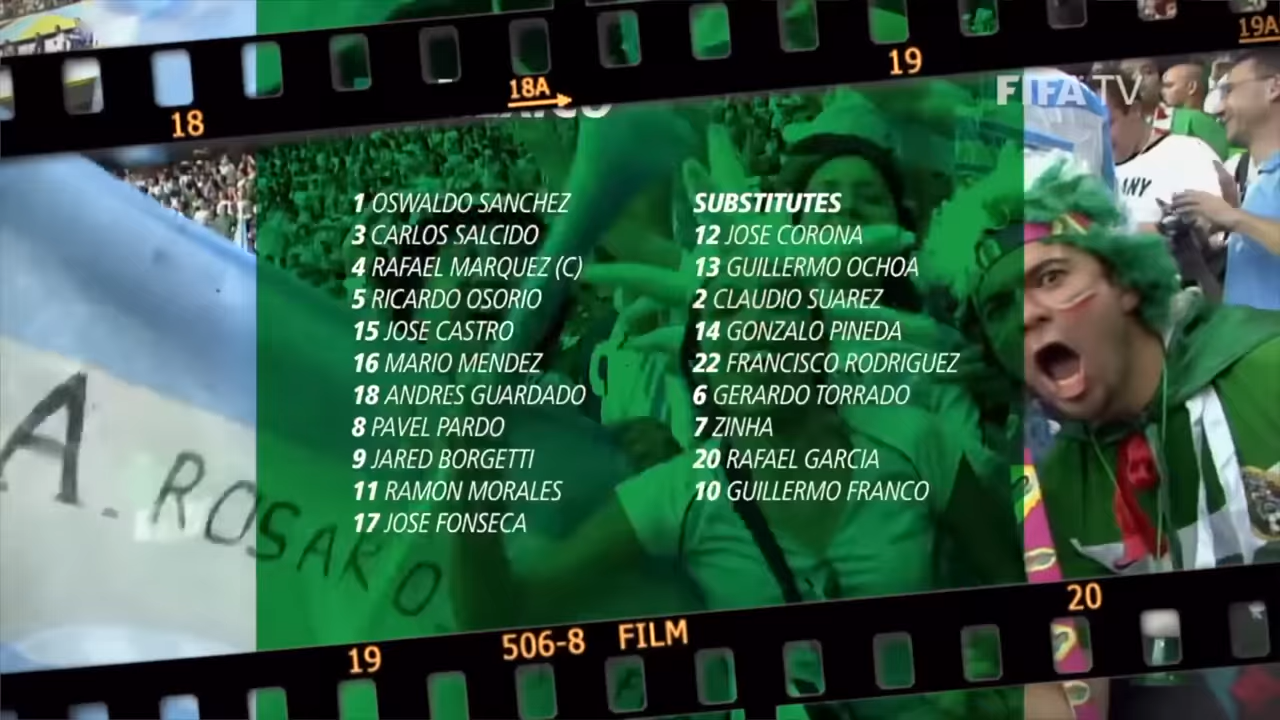 19A
18A
19
18
FIFA TV
NY
1 OSWALDO SANCHEZ
3 CARLOS SALCIDO
4 RAFAEL MARQUEZ (C)
5 RICARDO OSORIO
15 JOSE CASTRO
16 MARIO MENDEZ
18 ANDRES GUARDADO
8 PAVEL PARDO
9 JARED BORGETTI
11 RAMON MORALES
17 JOSE FONSECA
SUBSTITUTES
12 JOSE CORONA
13 GUILLERMO OCHOA
2 CLAUDIO SUAREZ
14 GONZALO PINEDA
22 FRANCISCO RODRIGUEZ
6 GERARDO TORRADO
7 ZINHA
20 RAFAEL GARCIA
10 GUILLERMO FRANCO
A. ROSARO
20
506-8 FILM
19